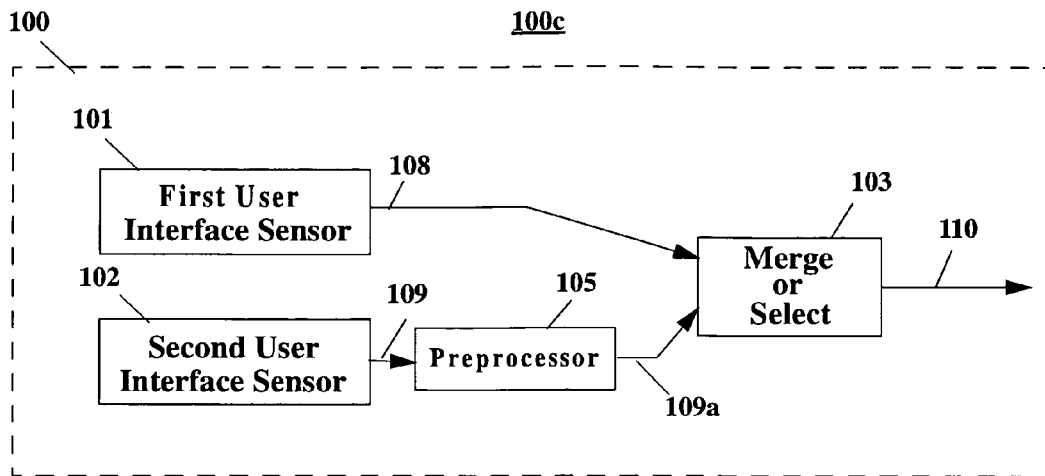 100
100c
101
108
First User
Interface Sensor
103
110
Merge
or
Select
102
109
105
Second User
Interface Sensor
Preprocessor
109a